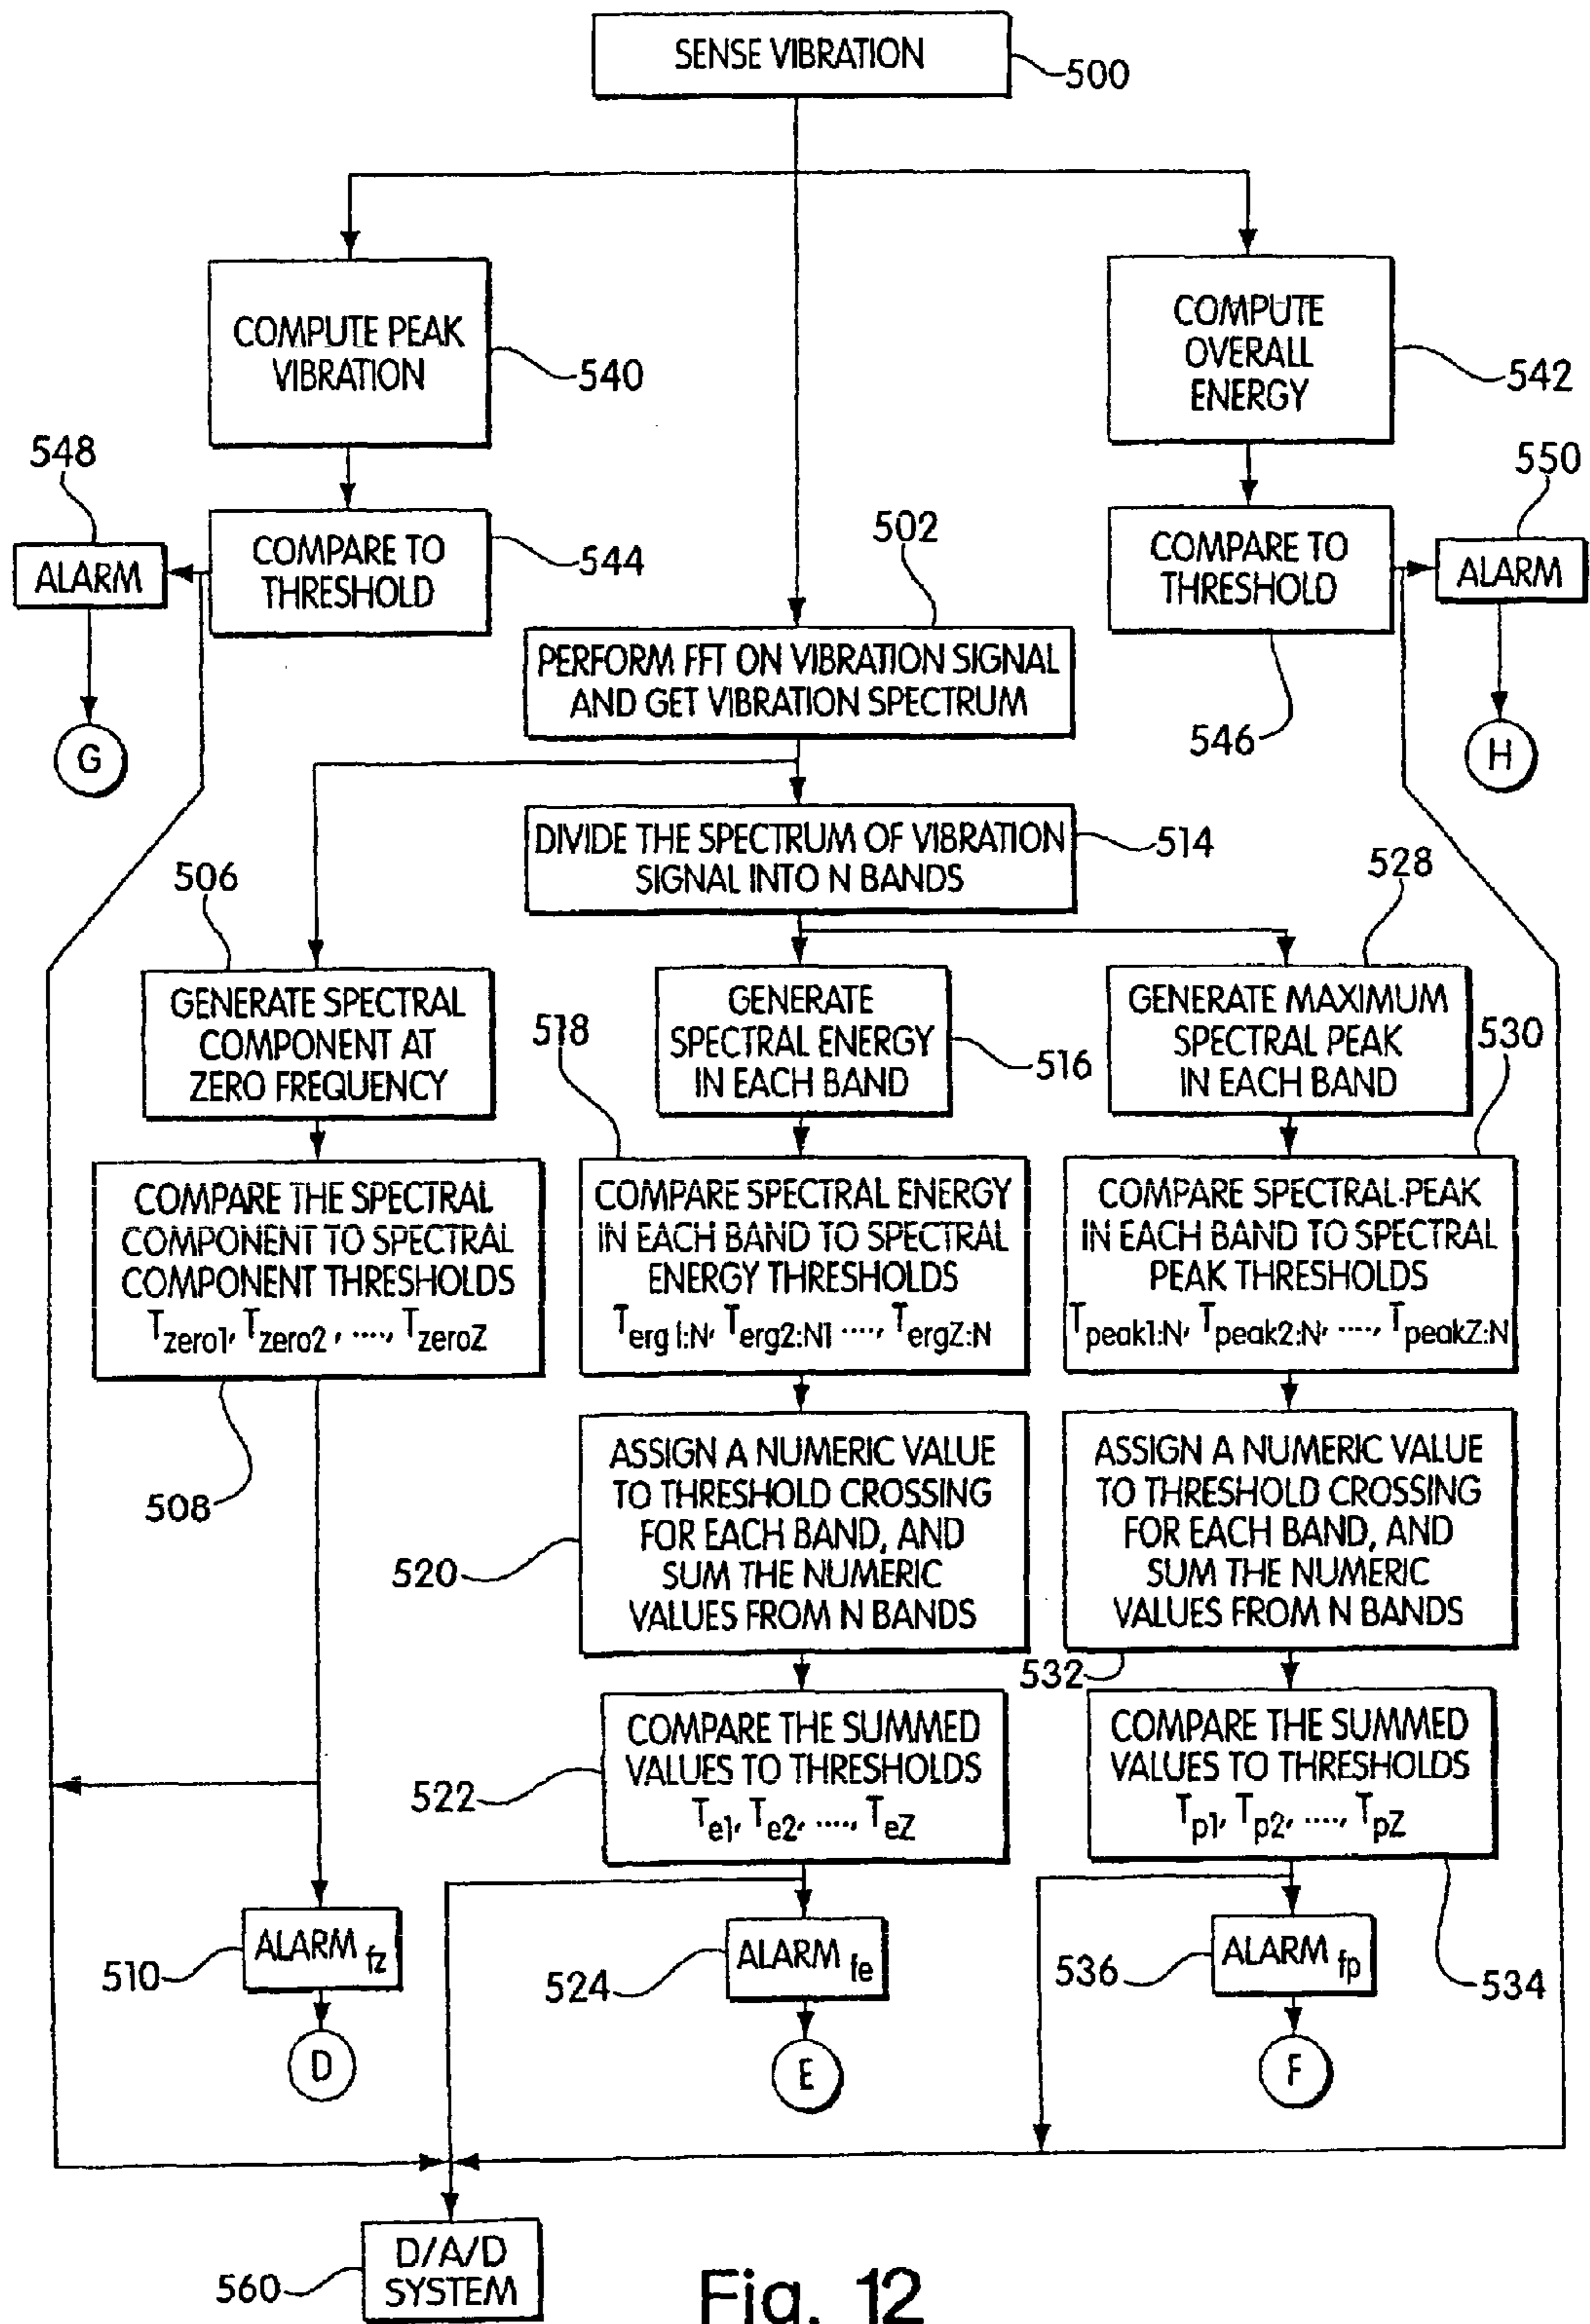 SENSE VIBRATION
500
COMPUTE PEAK
VIBRATION
540
COMPUTE
OVERALL
ENERGY
542
548
ALARM
COMPARE TO
THRESHOLD
544
G
502
PERFORM FFT ON VIBRATION SIGNAL
AND GET VIBRATION SPECTRUM
COMPARE TO
THRESHOLD
546
550
ALARM
H
DIVIDE THE SPECTRUM OF VIBRATION
SIGNAL INTO N BANDS
514
506
GENERATE SPECTRAL
COMPONENT AT
ZERO FREQUENCY
518
GENERATE
SPECTRAL ENERGY
IN EACH BAND
516
528
GENERATE MAXIMUM
SPECTRAL PEAK
IN EACH BAND
530
COMPARE THE SPECTRAL
COMPONENT TO SPECTRAL
COMPONENT THRESHOLDS
Tzero1, Tzero2, ...., TzeroZ
508
COMPARE SPECTRAL ENERGY
IN EACH BAND TO SPECTRAL
ENERGY THRESHOLDS
Terg1:N, Terg2:N1 ...., TergZ:N
COMPARE SPECTRAL-PEAK
IN EACH BAND TO SPECTRAL
PEAK THRESHOLDS
Tpeak1:N, Tpeak2:N, ...., TpeakZ:N
ASSIGN A NUMERIC VALUE
TO THRESHOLD CROSSING
FOR EACH BAND, AND
SUM THE NUMERIC
VALUES FROM N BANDS
520
ASSIGN A NUMERIC VALUE
TO THRESHOLD CROSSING
FOR EACH BAND, AND
SUM THE NUMERIC
VALUES FROM N BANDS
532
COMPARE THE SUMMED
VALUES TO THRESHOLDS
Te1, Te2, ...., TeZ
522
COMPARE THE SUMMED
VALUES TO THRESHOLDS
Tp1, Tp2, ...., TpZ
534
ALARM fz
510
D
ALARM fe
524
E
ALARM fp
536
F
D/A/D
SYSTEM
560
Fig. 12